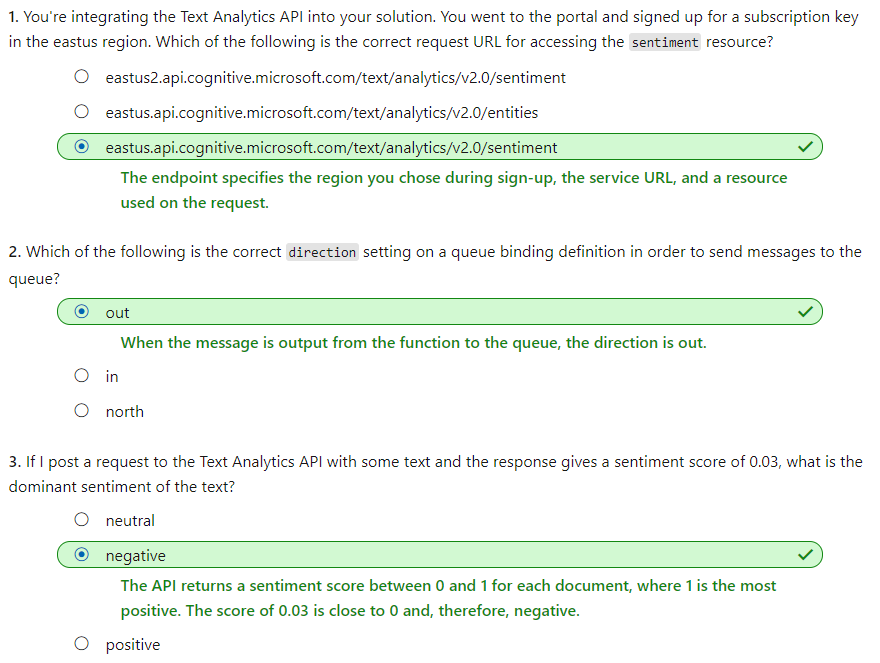 1. You're integrating the Text Analytics API into your solution. You went to the portal and signed up for a subscription key
in the eastus region. Which of the following is the correct request URL for accessing the sentiment resource?
eastus2.api.cognitive.microsoft.com/text/analytics/v2.0/sentiment
eastus.api.cognitive.microsoft.com/text/analytics/v2.0/entities
eastus.api.cognitive.microsoft.com/text/analytics/v2.0/sentiment
The endpoint specifies the region you chose during sign-up, the service URL, and a resource
used on the request.
2. Which of the following is the correct direction setting on a queue binding definition in order to send messages to the
queue?
out
When the message is output from the function to the queue, the direction is out.
in
north
3. If I post a request to the Text Analytics API with some text and the response gives a sentiment score of 0.03, what is the
dominant sentiment of the text?
neutral
negative
The API returns a sentiment score between 0 and 1 for each document, where 1 is the most
positive. The score of 0.03 is close to 0 and, therefore, negative.
positive